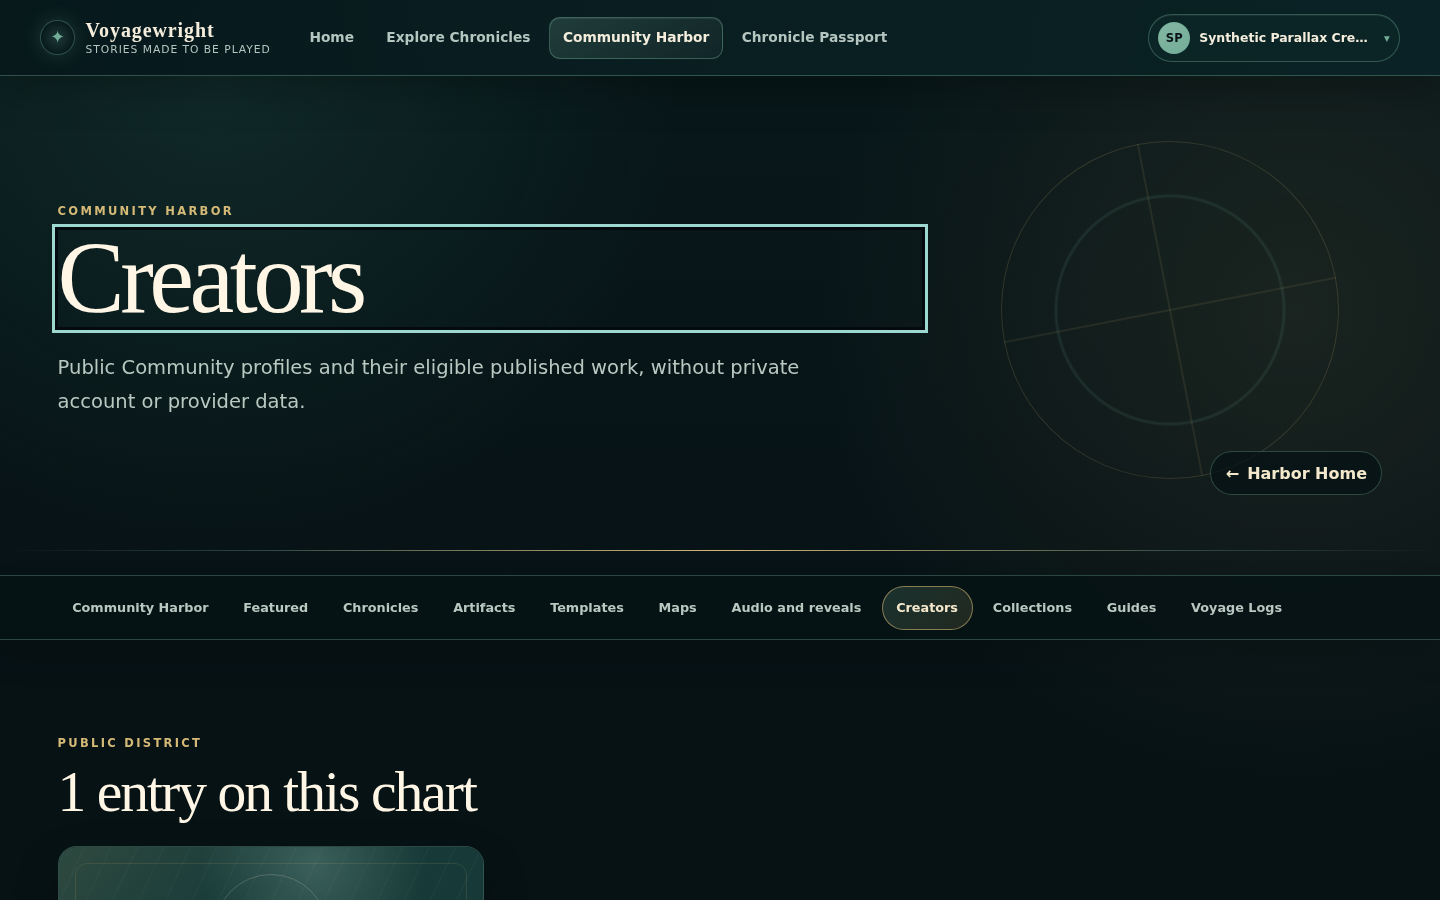 Voyagewright
STORIES MADE TO BE PLAYED
Home
Explore Chronicles
Community Harbor
Chronicle Passport
SP
Synthetic Parallax Cre...
COMMUNITY HARBOR
Creators
Public Community profiles and their eligible published work, without private
account or provider data.
← Harbor Home
Community Harbor
Featured
Chronicles
Artifacts
Templates
Maps
Audio and reveals
Creators
Collections
Guides
Voyage Logs
PUBLIC DISTRICT
1 entry on this chart